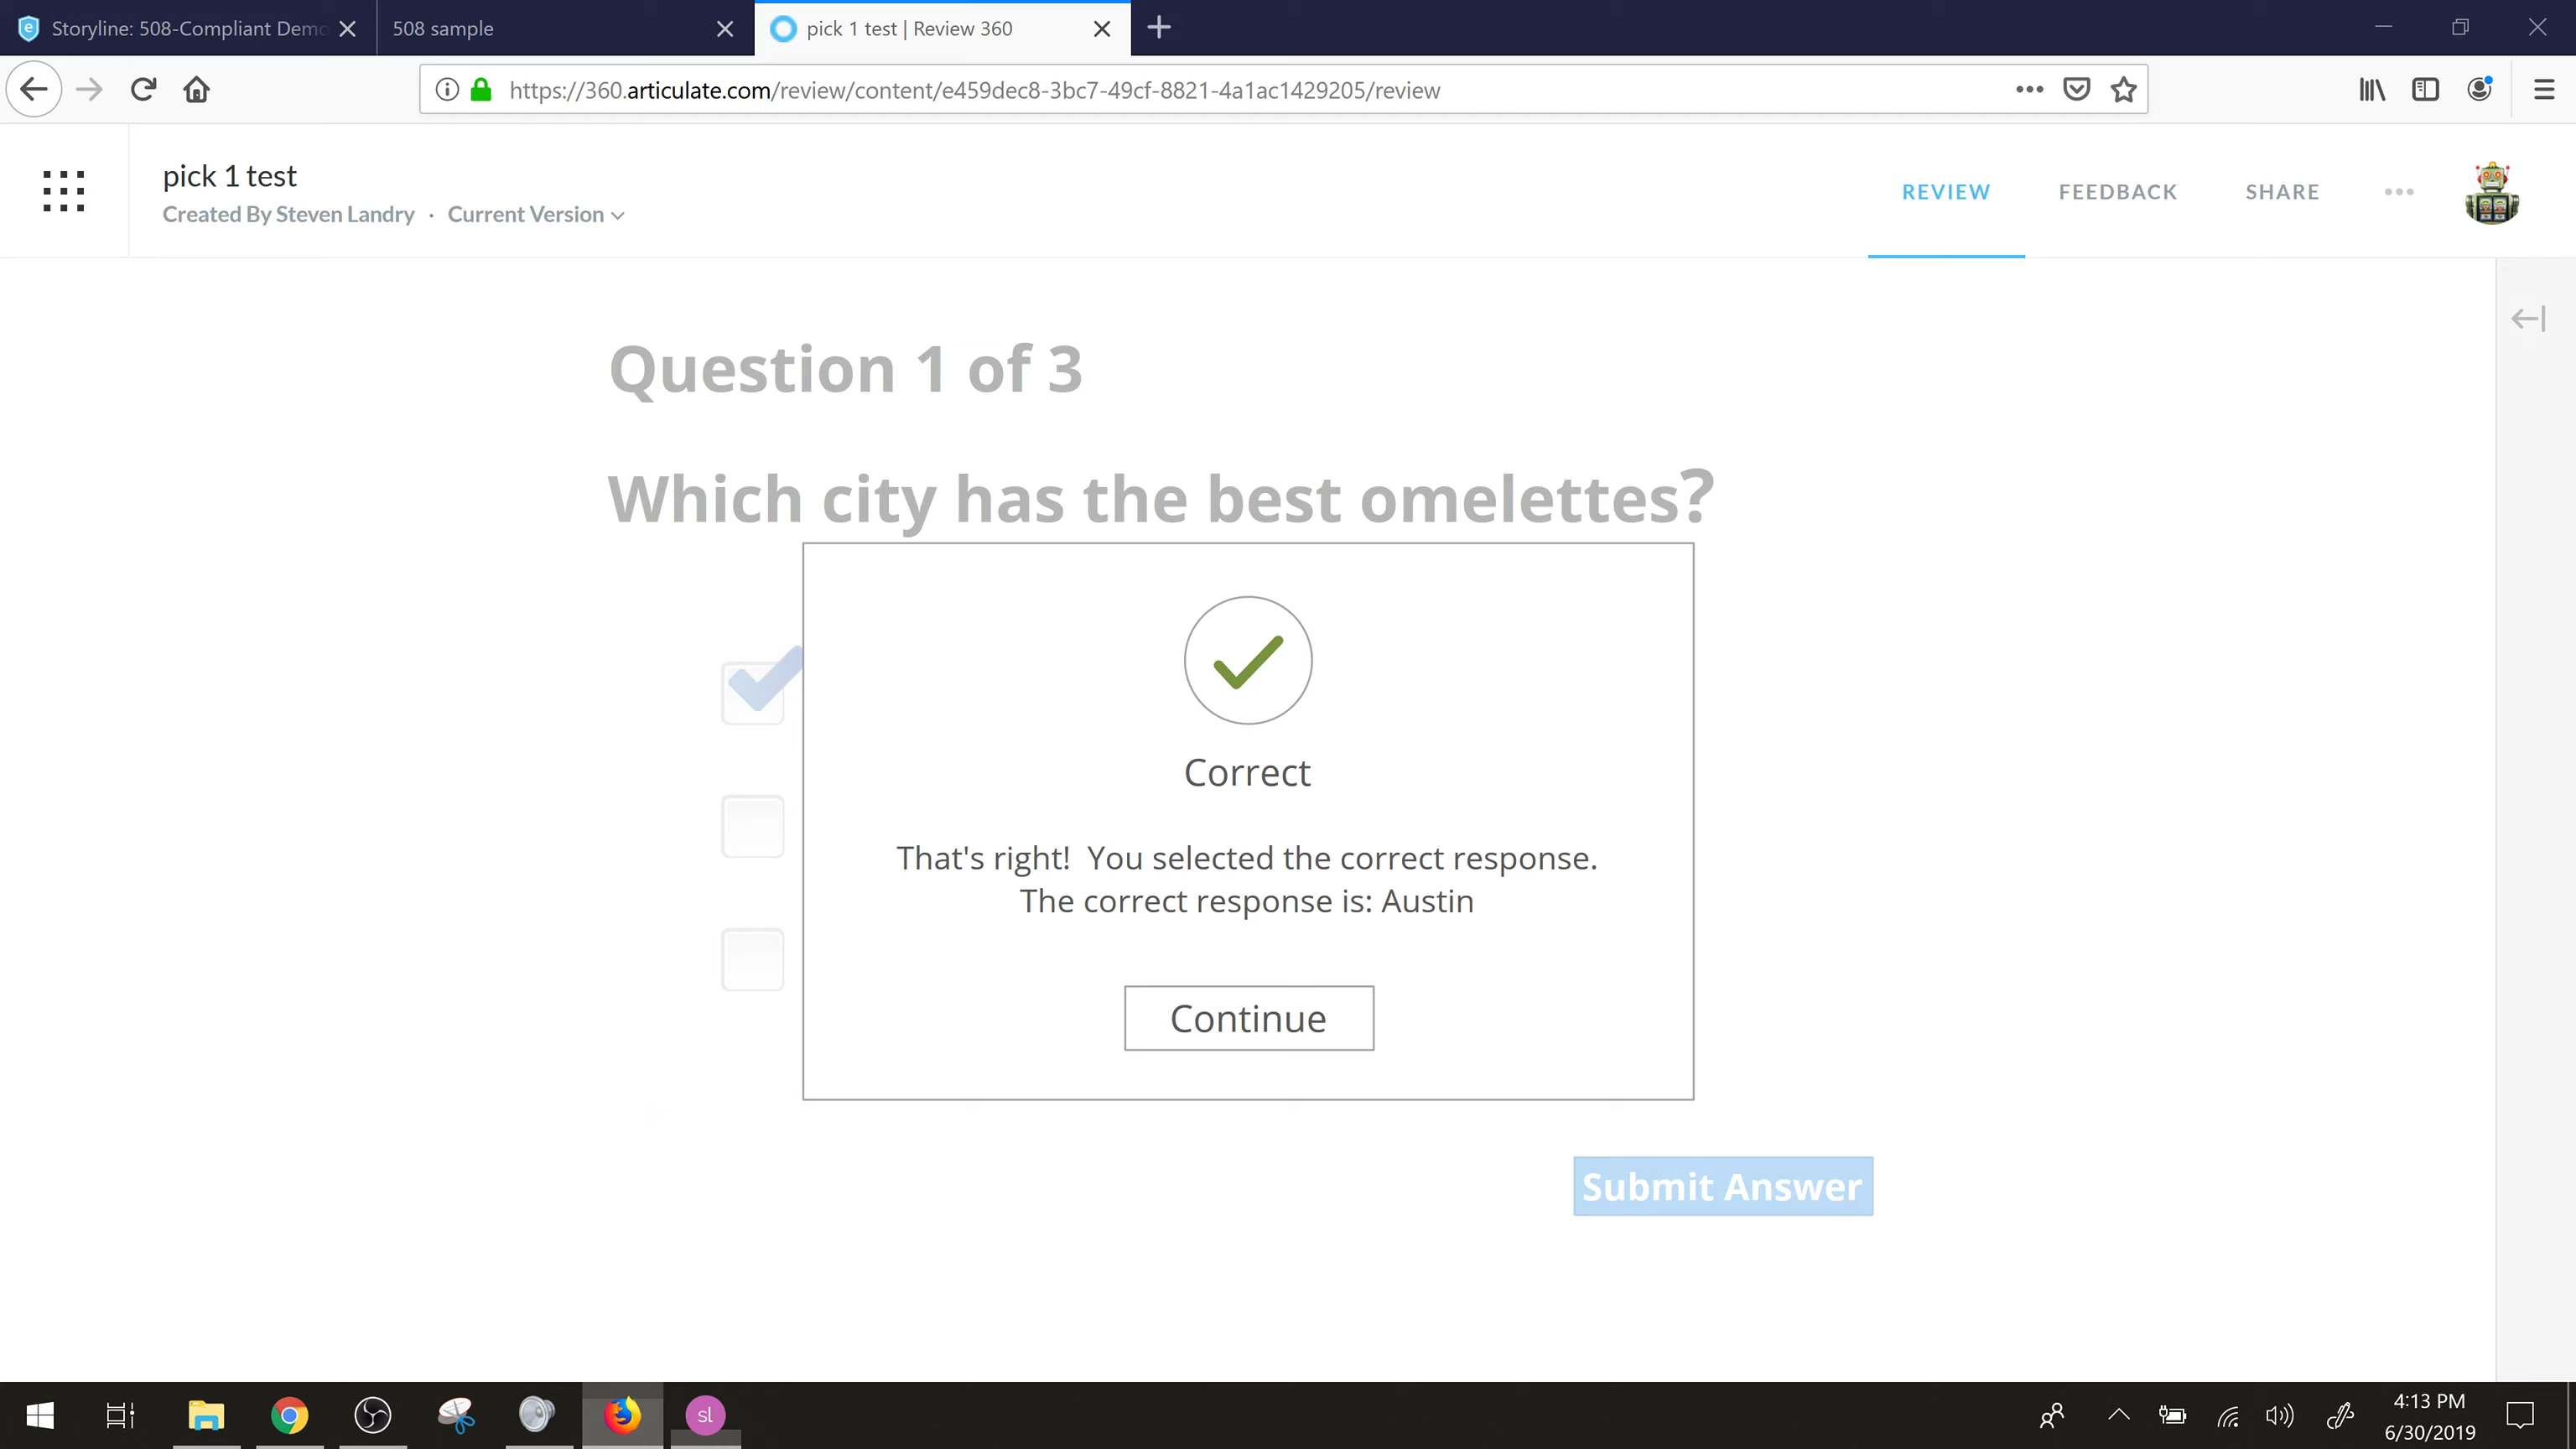 Storyline: 508-Compliant Demo
508 sample
pick 1 test | Review 360
https://360.articulate.com/review/content/e459dec8-3bc7-49cf-8821-4a1ac1429205/review
pick 1 test
Created By Steven Landry · Current Version
REVIEW
FEEDBACK
SHARE
Question 1 of 3
Which city has the best omelettes?
Correct
That's right! You selected the correct response.
The correct response is: Austin
Continue
Submit Answer
sl
4:13 PM
6/30/2019